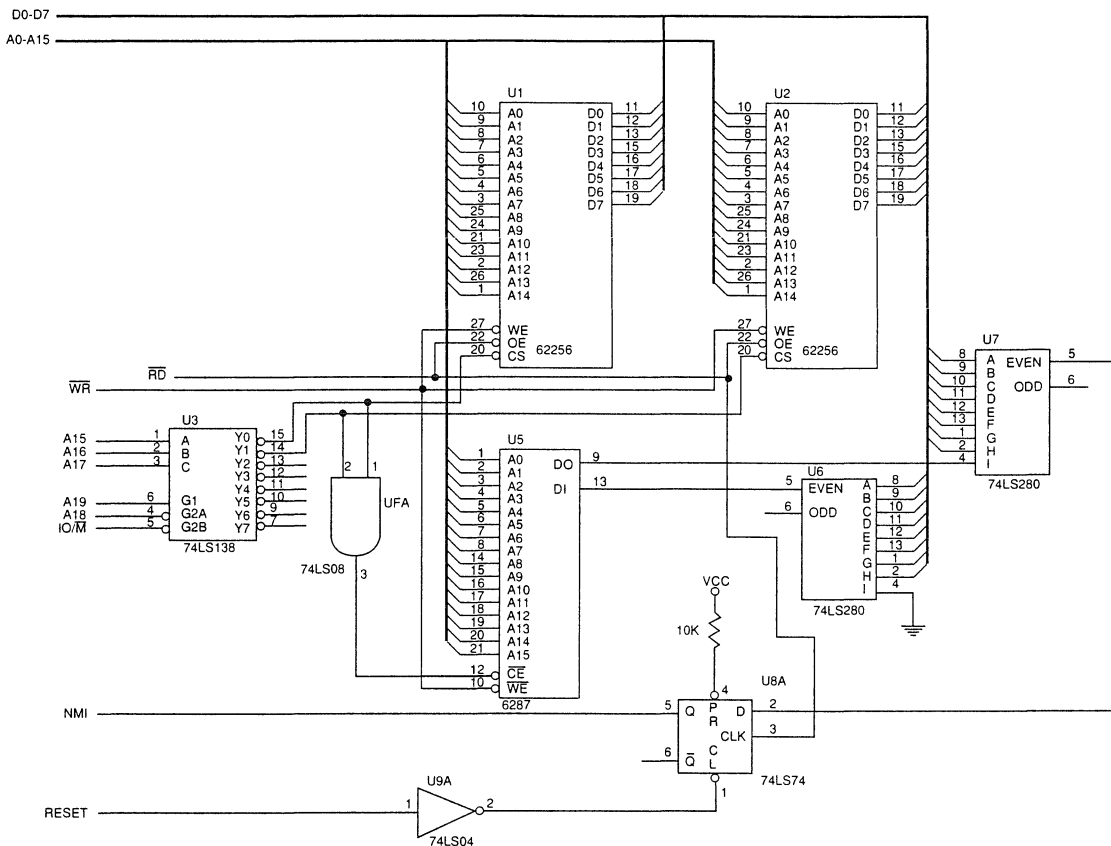 D0-D7
A0-A15
U1
10 A0 D0 11
9 A1 D1 12
8 A2 D2 13
7 A3 D3 15
6 A4 D4 16
5 A5 D5 17
4 A6 D6 18
3 A7 D7 19
25 A8
24 A9
21 A10
23 A11
2 A12
26 A13
1 A14
27 WE
22 OE
20 CS
62256
U2
10 A0 D0 11
9 A1 D1 12
8 A2 D2 13
7 A3 D3 15
6 A4 D4 16
5 A5 D5 17
4 A6 D6 18
3 A7 D7 19
25 A8
24 A9
21 A10
23 A11
2 A12
26 A13
1 A14
27 WE
22 OE
20 CS
62256
U7
8 A EVEN 5
9 B
10 C ODD 6
11 D
12 E
13 F
1 G
2 H
4 I
74LS280
R̅D̅
W̅R̅
U3
A15 1 A Y0 15
A16 2 B Y1 14
A17 3 C Y2 13
Y3 12
Y4 11
A19 6 G1 Y5 10
A18 4 G2A Y6 9
IO/M̅ 5 G2B Y7 7
74LS138
2 1
UFA
74LS08
3
U5
1 A0 DO 9
2 A1
3 A2 DI 13
4 A3
5 A4
6 A5
7 A6
8 A7
14 A8
15 A9
16 A10
17 A11
18 A12
19 A13
20 A14
21 A15
12 C̅E̅
10 W̅E̅
6287
U6
5 EVEN A 8
6 ODD B 9
C 10
D 11
E 12
F 13
G 1
H 2
I 4
74LS280
VCC
10K
U8A
4
NMI 5 Q PR D 2
CLK 3
6 Q̅ CL
1
74LS74
U9A
RESET 1 2
74LS04